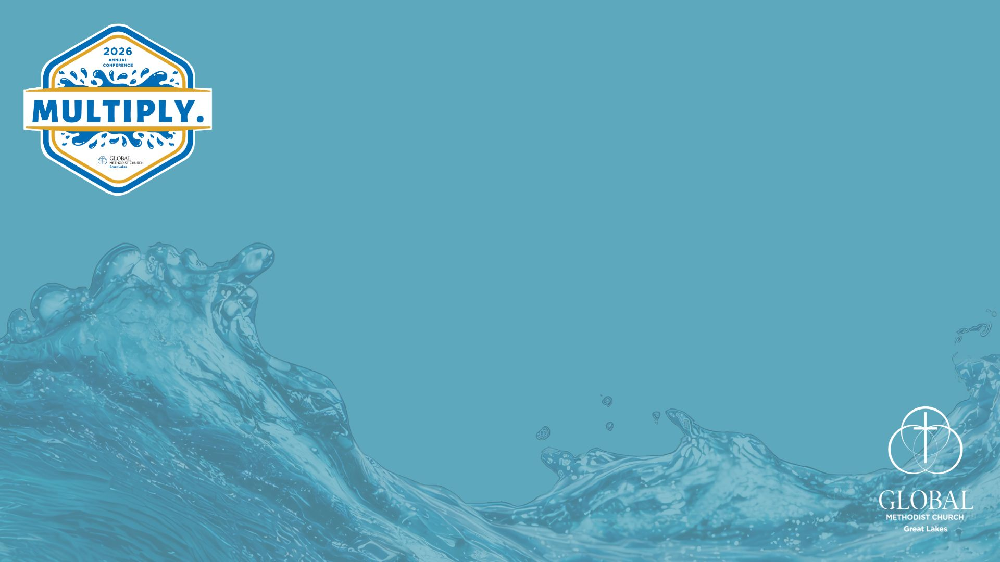 2026
ANNUAL
CONFERENCE
MULTIPLY.
GLOBAL
METHODIST CHURCH
Great Lakes
GLOBAL
METHODIST CHURCH
Great Lakes